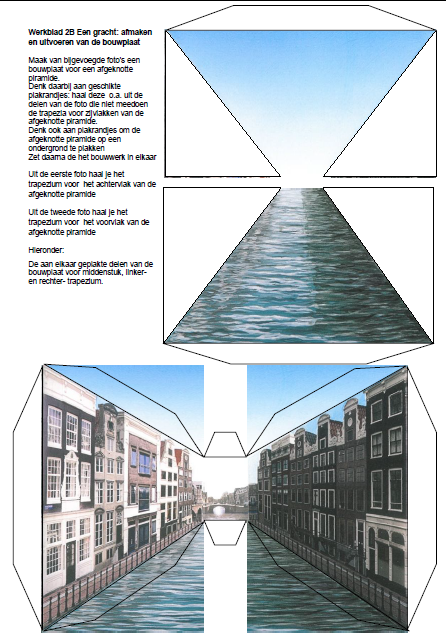 Werkblad 2B Een gracht: afmaken
en uitvoeren van de bouwplaat
Maak van bijgevoegde foto's een
bouwplaat voor een afgeknotte
piramide.
Denk daarbij aan geschikte
plakrandjes: haal deze o.a. uit de
delen van de foto die niet meedoen
de trapezia voor zijvlakken van de
afgeknotte piramide.
Denk ook aan plakrandjes om de
afgeknotte piramide op een
ondergrond te plakken
Zet daarna de het bouwwerk in elkaar
Uit de eerste foto haal je het
trapezium voor het achtervlak van de
afgeknotte piramide
Uit de tweede foto haal je het
trapezium voor het voorvlak van de
afgeknotte piramide
Hieronder:
De aan elkaar geplakte delen van de
bouwplaat voor middenstuk, linker-
en rechter- trapezium.